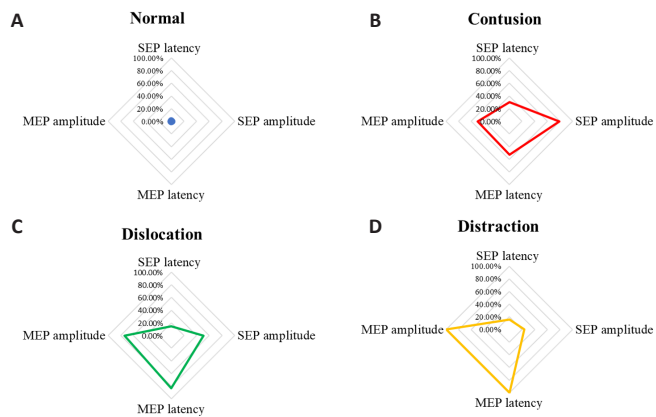 A
Normal
SEP latency
100.00%
80.00%
60.00%
40.00%
20.00%
0.00%
MEP amplitude
SEP amplitude
MEP latency
B
Contusion
SEP latency
100.00%
80.00%
60.00%
40.00%
20.00%
0.00%
MEP amplitude
SEP amplitude
MEP latency
C
Dislocation
SEP latency
100.00%
80.00%
60.00%
40.00%
20.00%
0.00%
MEP amplitude
SEP amplitude
MEP latency
D
Distraction
SEP latency
100.00%
80.00%
60.00%
40.00%
20.00%
0.00%
MEP amplitude
SEP amplitude
MEP latency